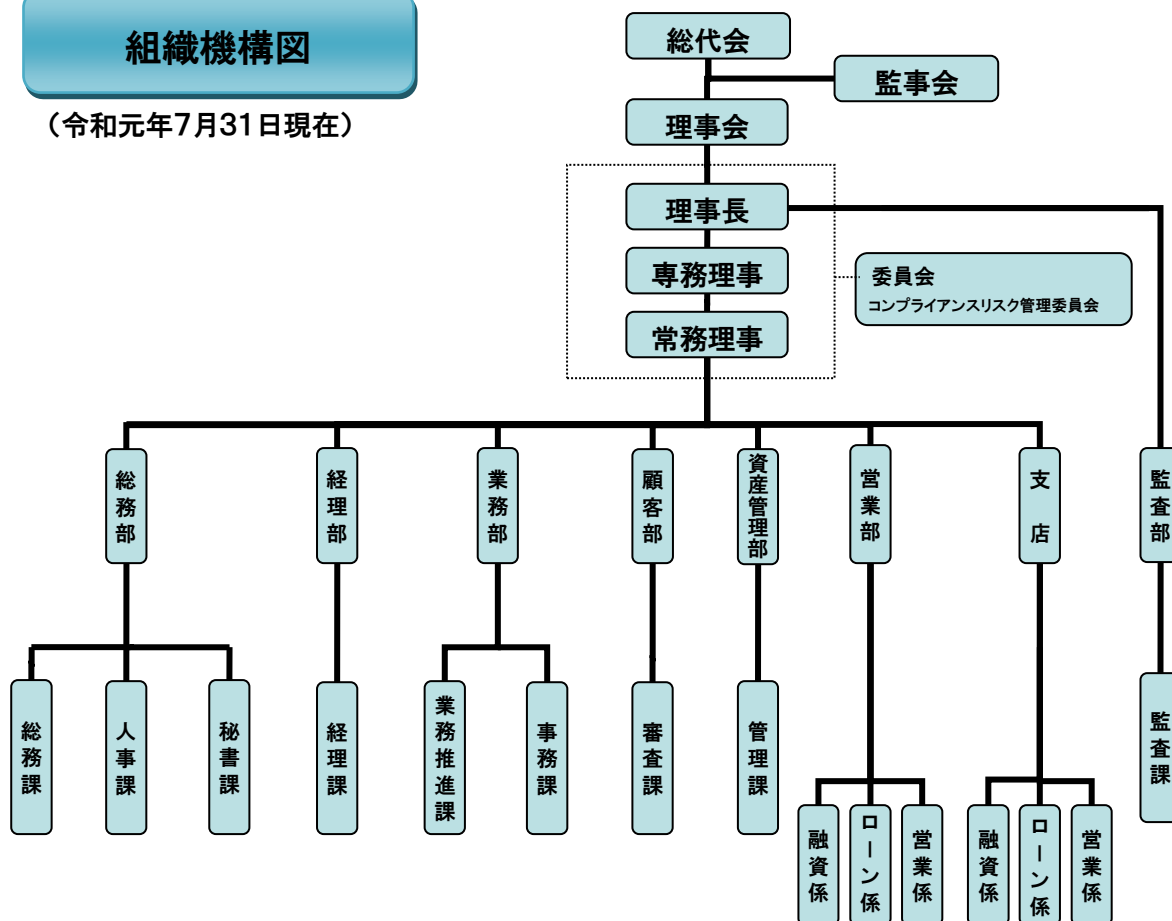 組織機構図
（令和元年7月31日現在）
総代会
監事会
理事会
理事長
専務理事
常務理事
委員会
コンプライアンスリスク管理委員会
総務部
経理部
業務部
顧客部
資産管理部
営業部
支店
監査部
総務課
人事課
秘書課
経理課
業務推進課
事務課
審査課
管理課
監査課
融資係
ローン係
営業係
融資係
ローン係
営業係